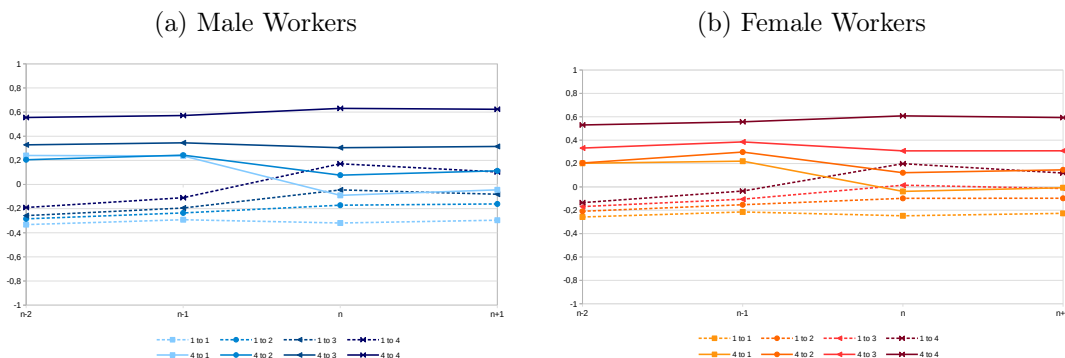 (a) Male Workers
1
0,8
0,6
0,4
0,2
0
-0,2
-0,4
-0,6
-0,8
-1
n-2 n-1 n n+1
1 to 1 1 to 2 1 to 3 1 to 4
4 to 1 4 to 2 4 to 3 4 to 4
(b) Female Workers
1
0,8
0,6
0,4
0,2
0
-0,2
-0,4
-0,6
-0,8
-1
n-2 n-1 n n+
1 to 1 1 to 2 1 to 3 1 to 4
4 to 1 4 to 2 4 to 3 4 to 4